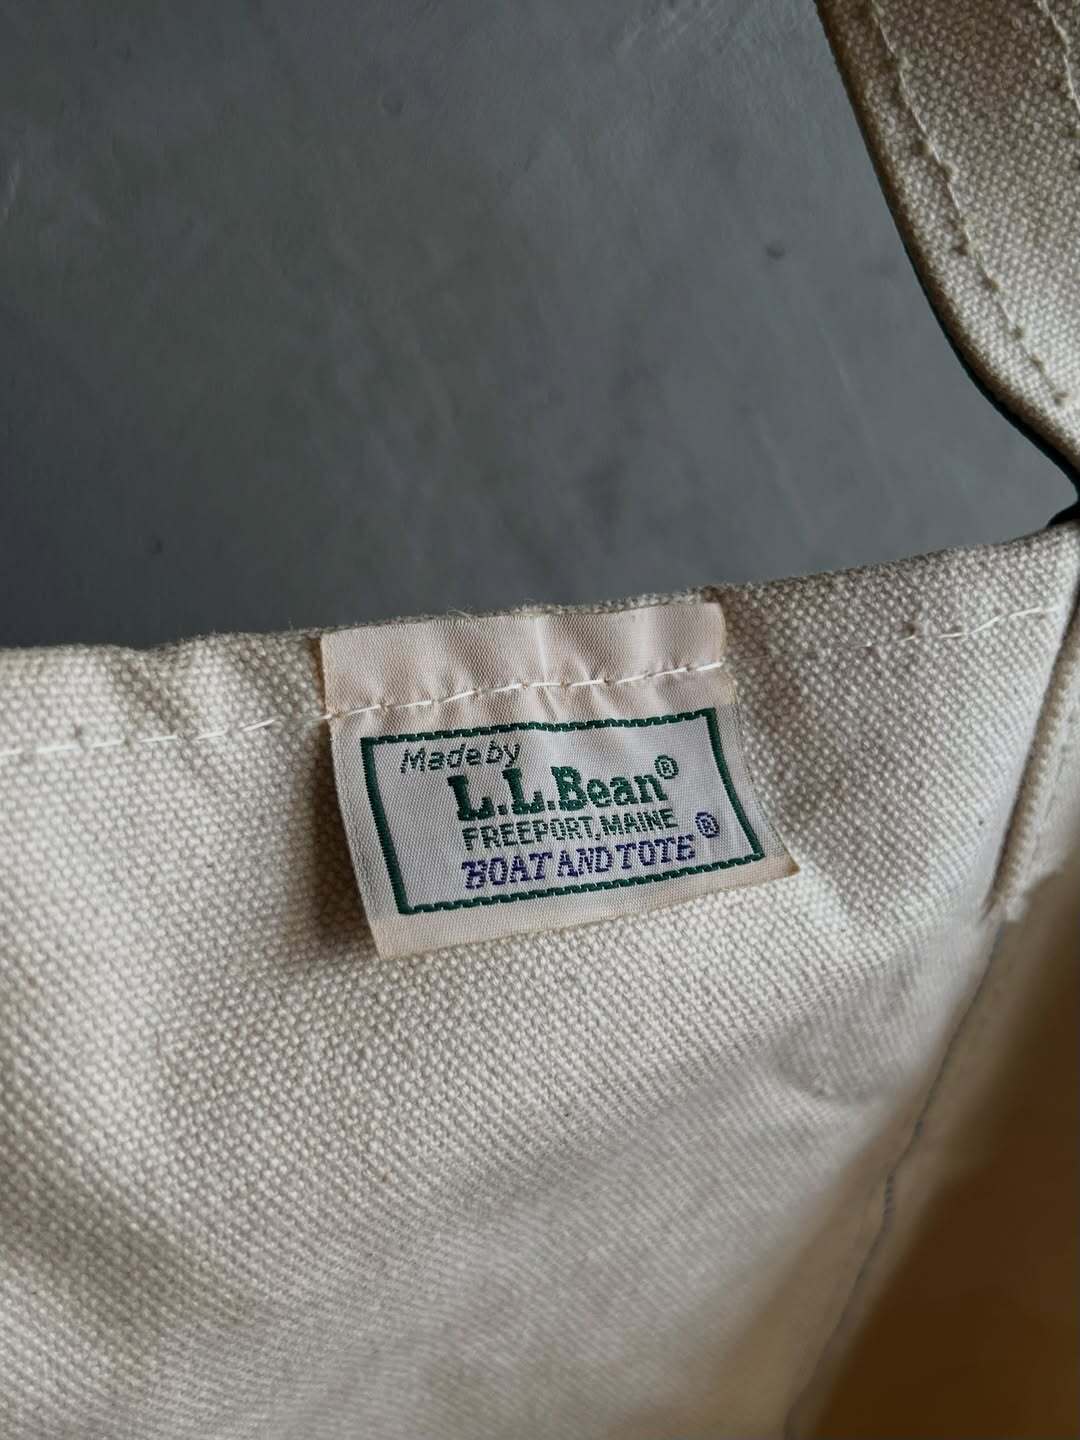 Made by
L.L.Bean®
FREEPORT, MAINE
BOAT AND TOTE®